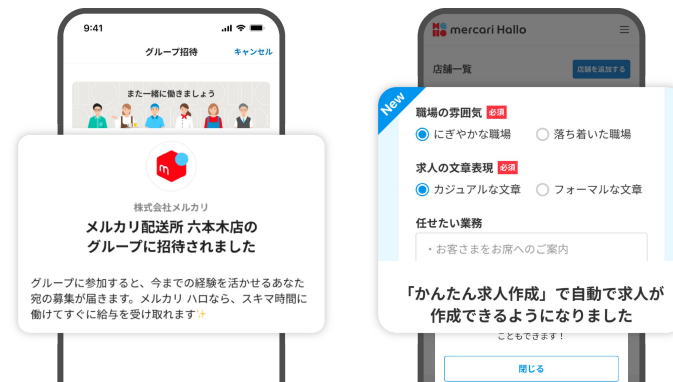 9:41
グループ招待
キャンセル
また一緒に働きましょう
株式会社メルカリ
メルカリ配送所 六本木店の
グループに招待されました
グループに参加すると、今までの経験を活かせるあなた
宛の募集が届きます。メルカリ ハロなら、スキマ時間に
働けてすぐに給与を受け取れます✨
mercari Hallo
店舗一覧
店舗を追加する
New
職場の雰囲気 必須
にぎやかな職場
落ち着いた職場
求人の文章表現 必須
カジュアルな文章
フォーマルな文章
任せたい業務
・お客さまをお席へのご案内
「かんたん求人作成」で自動で求人が
作成できるようになりました
こともできます！
閉じる